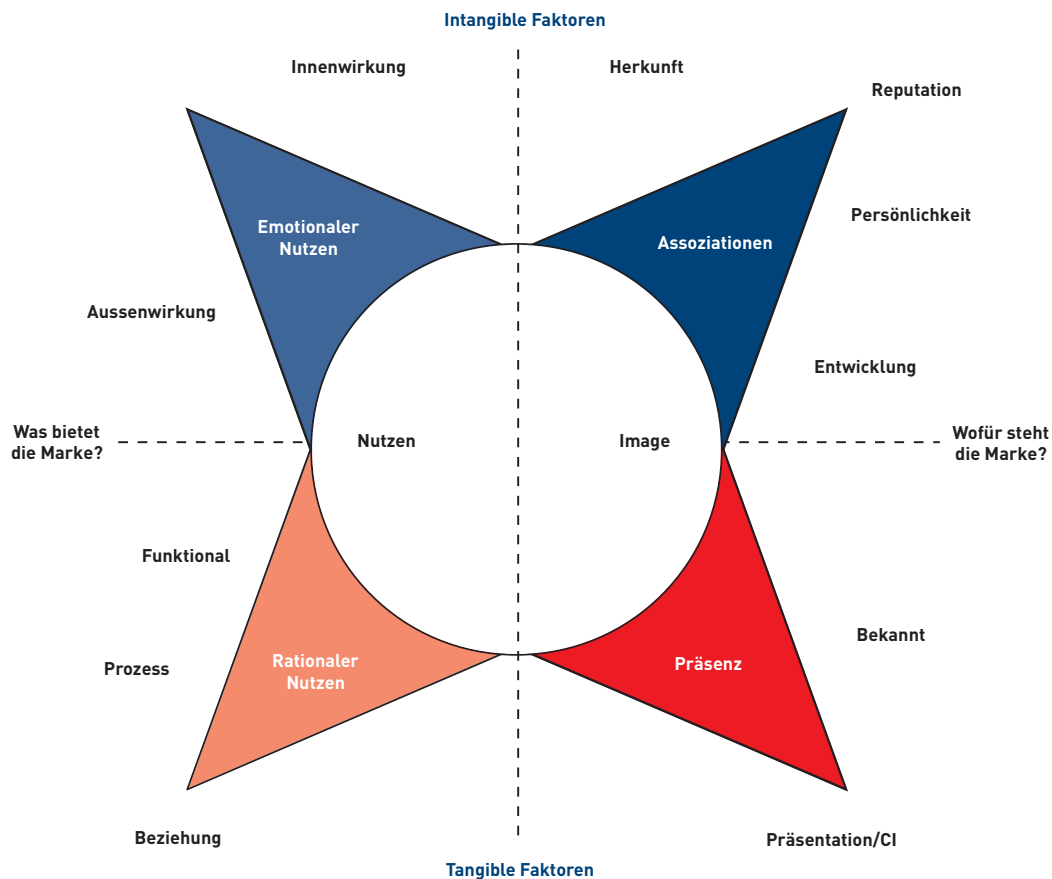 Intangible Faktoren
Innenwirkung
Herkunft
Reputation
Persönlichkeit
Emotionaler
Nutzen
Assoziationen
Aussenwirkung
Entwicklung
Was bietet
die Marke?
Nutzen
Image
Wofür steht
die Marke?
Funktional
Bekannt
Prozess
Rationaler
Nutzen
Präsenz
Beziehung
Präsentation/CI
Tangible Faktoren